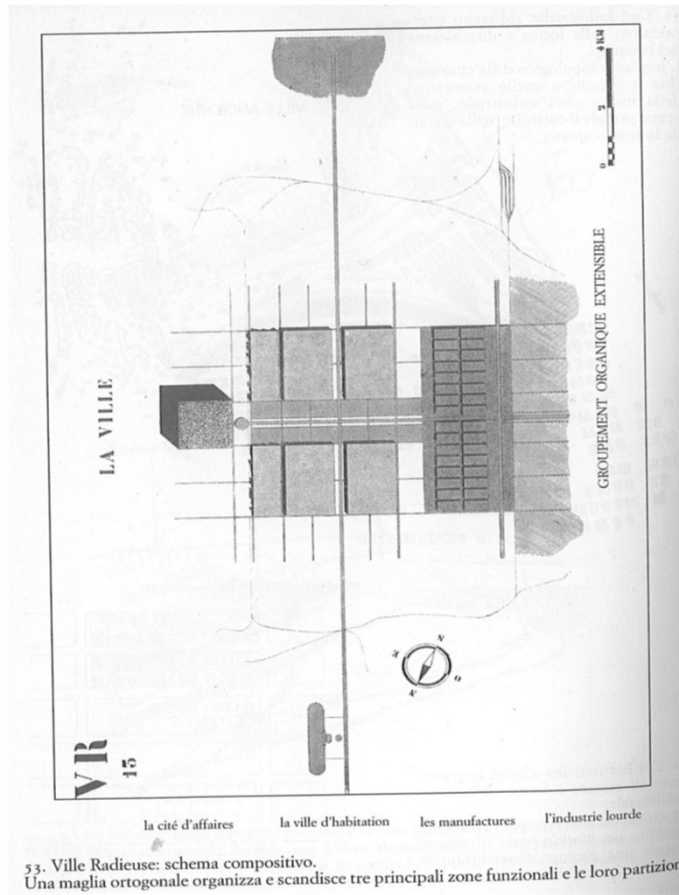 LA VILLE
4 KM
2
0
GROUPEMENT ORGANIQUE EXTENSIBLE
N
O
VR
15
la cité d'affaires
la ville d'habitation
les manufactures
l'industrie lourde
53. Ville Radieuse: schema compositivo.
Una maglia ortogonale organizza e scandisce tre principali zone funzionali e le loro partizion